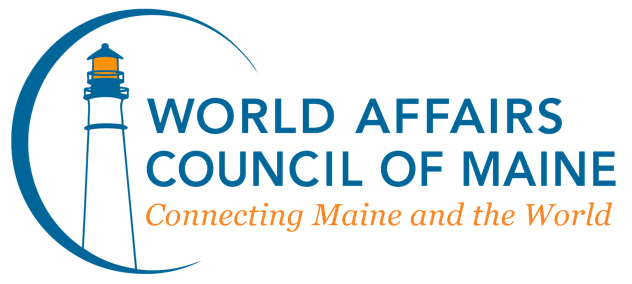 WORLD AFFAIRS
COUNCIL OF MAINE
Connecting Maine and the World